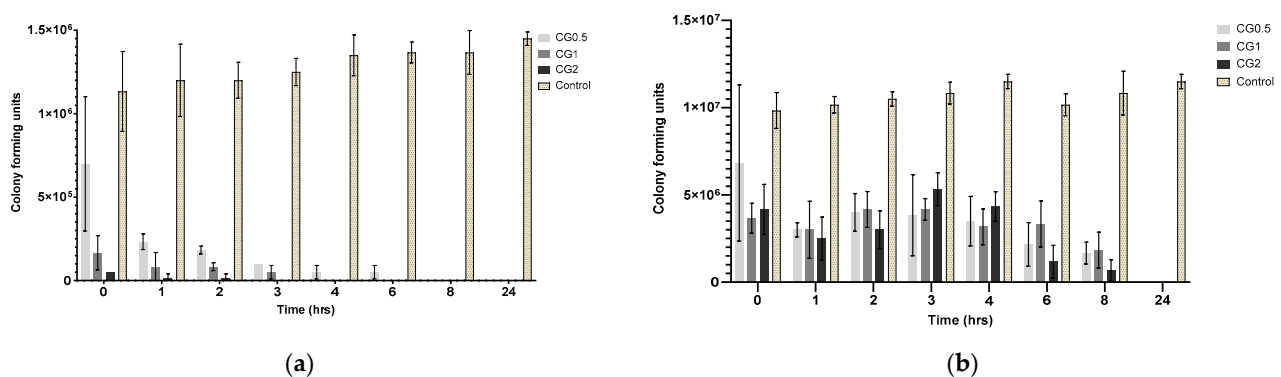 1.5×10⁶
1×10⁶
5×10⁵
0
Colony forming units
0 1 2 3 4 6 8 24
Time (hrs)
CG0.5
CG1
CG2
Control
(a)
1.5×10⁷
1×10⁷
5×10⁶
0
Colony forming units
0 1 2 3 4 6 8 24
Time (hrs)
CG0.5
CG1
CG2
Control
(b)